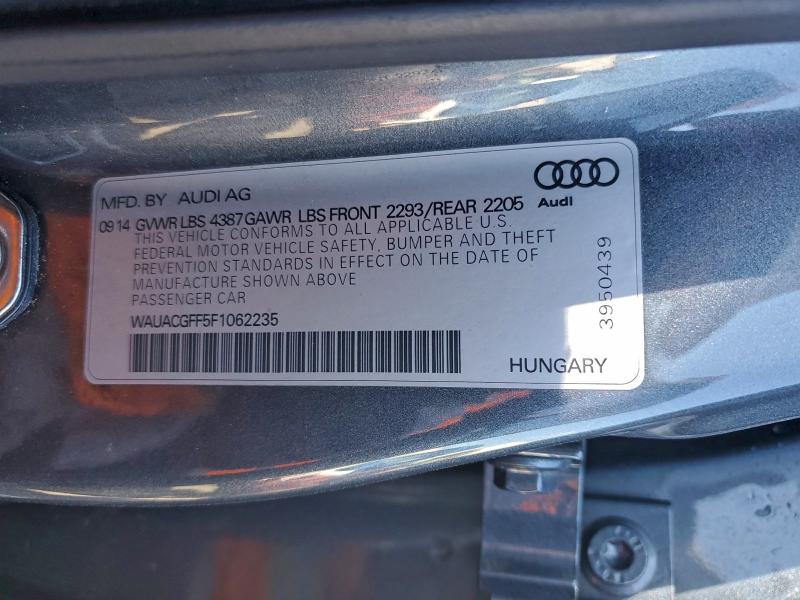 MFD. BY AUDI AG
Audi
09 14 GVWR LBS 4387 GAWR LBS FRONT 2293/REAR 2205
THIS VEHICLE CONFORMS TO ALL APPLICABLE U.S.
FEDERAL MOTOR VEHICLE SAFETY, BUMPER AND THEFT
PREVENTION STANDARDS IN EFFECT ON THE DATE OF
MANUFACTURE SHOWN ABOVE
PASSENGER CAR
WAUACGFF5F1062235
HUNGARY
3950439